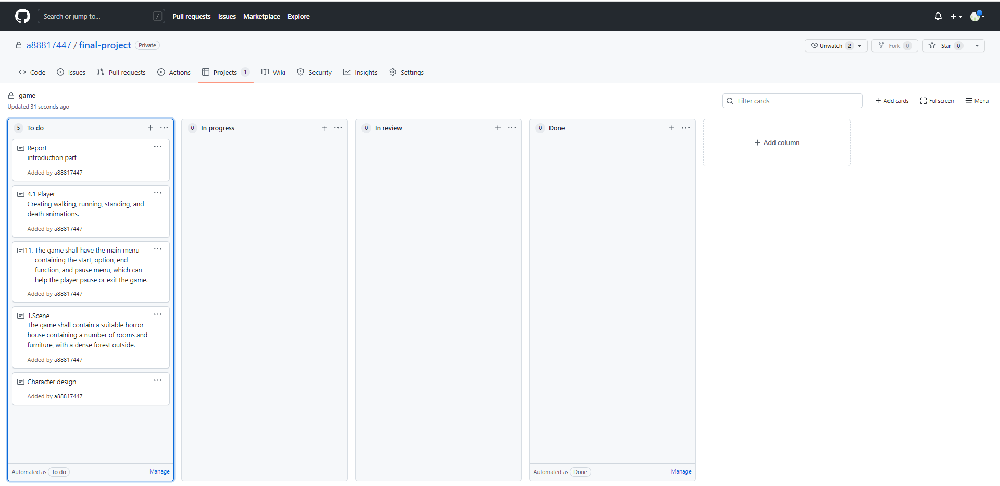 Search or jump to... /
Pull requests Issues Marketplace Explore
a88817447 / final-project Private
Unwatch 2 Fork 0 Star 0
Code Issues Pull requests Actions Projects 1 Wiki Security Insights Settings
game
Updated 31 seconds ago
Filter cards
+ Add cards Fullscreen Menu
5 To do
Report
introduction part
Added by a88817447
4.1 Player
Creating walking, running, standing, and
death animations.
Added by a88817447
11. The game shall have the main menu
containing the start, option, end
function, and pause menu, which can
help the player pause or exit the game.
Added by a88817447
1.Scene
The game shall contain a suitable horror
house containing a number of rooms and
furniture, with a dense forest outside.
Added by a88817447
Character design
Added by a88817447
Automated as To do Manage
0 In progress
0 In review
0 Done
Automated as Done Manage
+ Add column